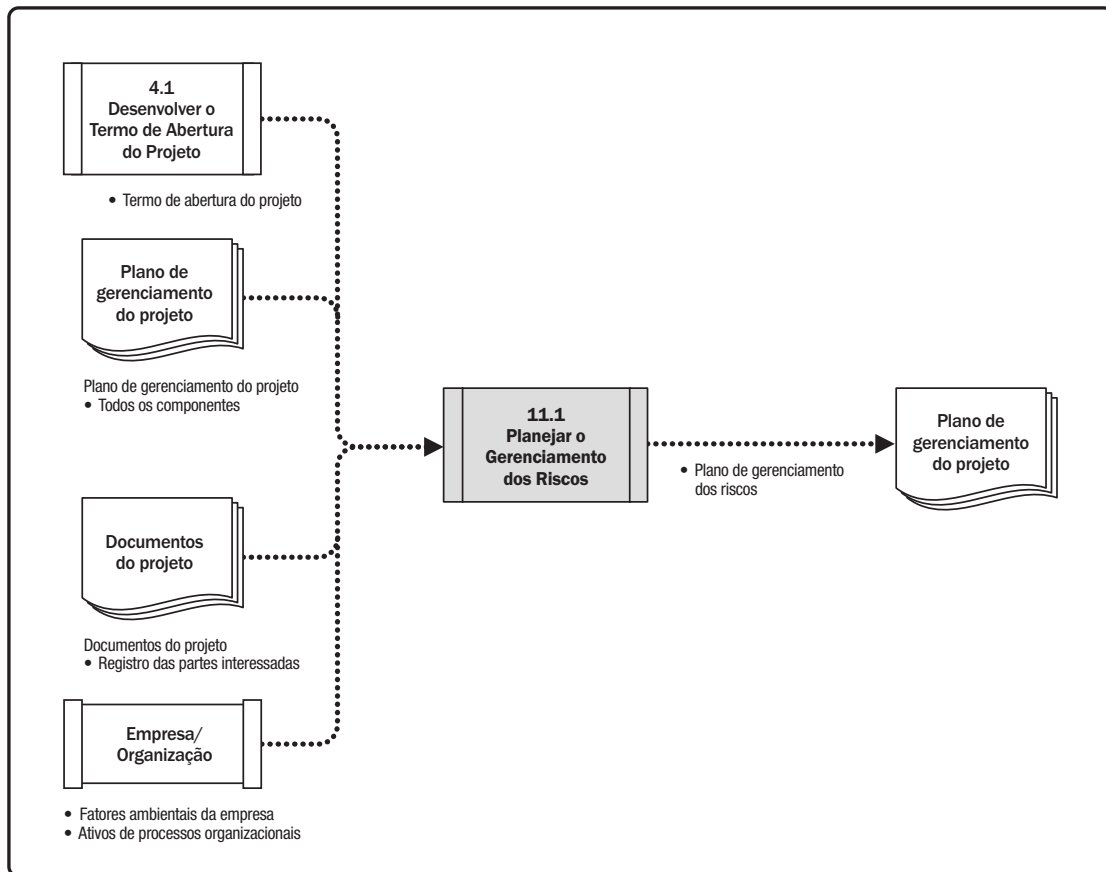 4.1
Desenvolver o
Termo de Abertura
do Projeto
• Termo de abertura do projeto
Plano de
gerenciamento
do projeto
Plano de gerenciamento do projeto
• Todos os componentes
Documentos
do projeto
Documentos do projeto
• Registro das partes interessadas
Empresa/
Organização
• Fatores ambientais da empresa
• Ativos de processos organizacionais
11.1
Planejar o
Gerenciamento
dos Riscos
• Plano de gerenciamento
dos riscos
Plano de
gerenciamento
do projeto